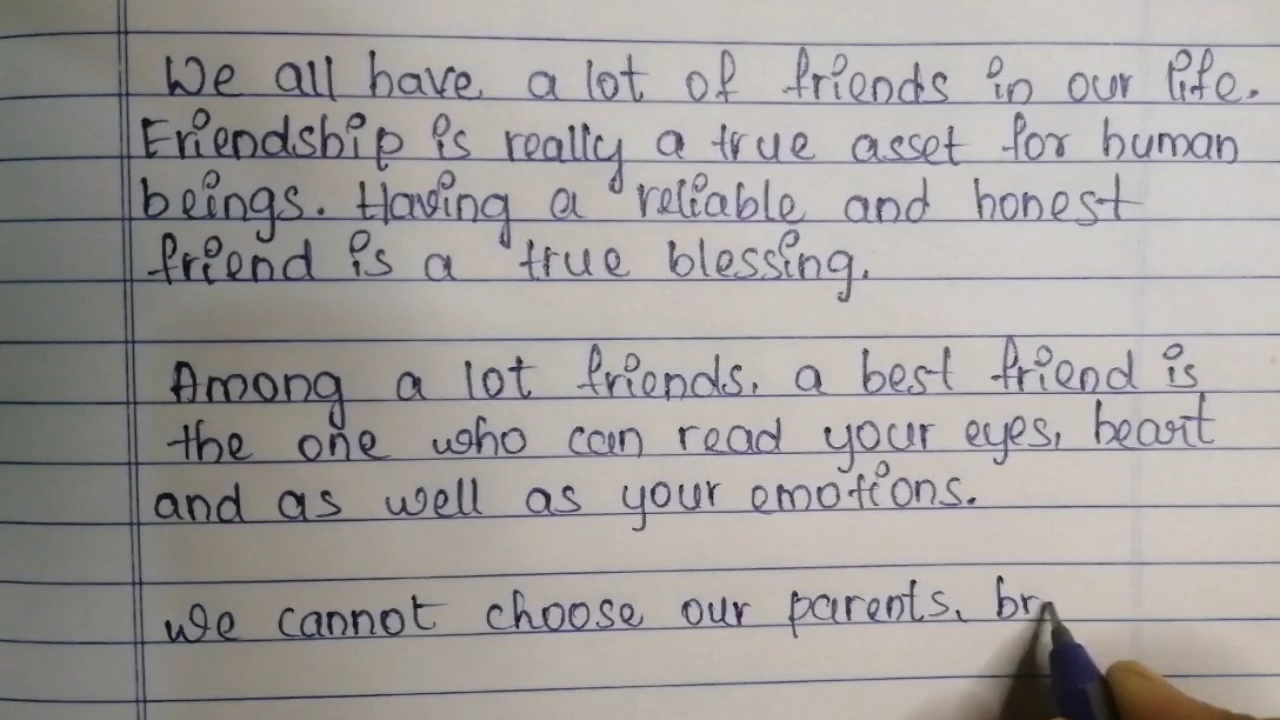 We all have a lot of friends in our life.
Friendship is really a true asset for human
beings. Having a reliable and honest
friend is a true blessing.
Among a lot friends, a best friend is
the one who can read your eyes, heart
and as well as your emotions.
We cannot choose our parents, br